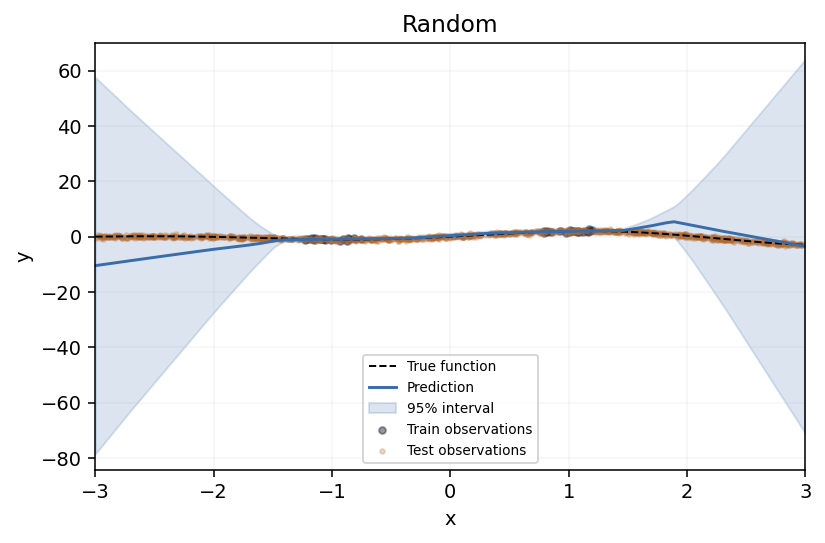 Random
60
40
20
0
−20
−40
−60
−80
y
True function
Prediction
95% interval
Train observations
Test observations
−3
−2
−1
0
1
2
3
x